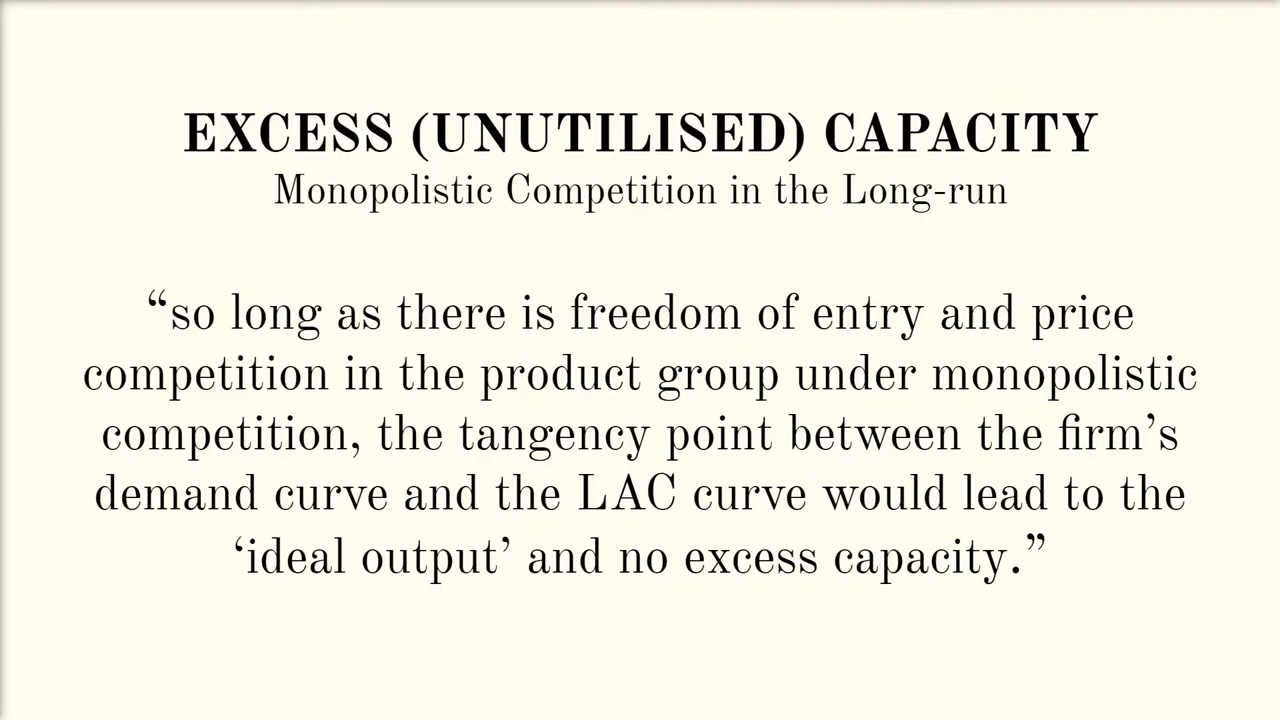 EXCESS (UNUTILISED) CAPACITY
Monopolistic Competition in the Long-run
“so long as there is freedom of entry and price
competition in the product group under monopolistic
competition, the tangency point between the firm’s
demand curve and the LAC curve would lead to the
‘ideal output’ and no excess capacity.”